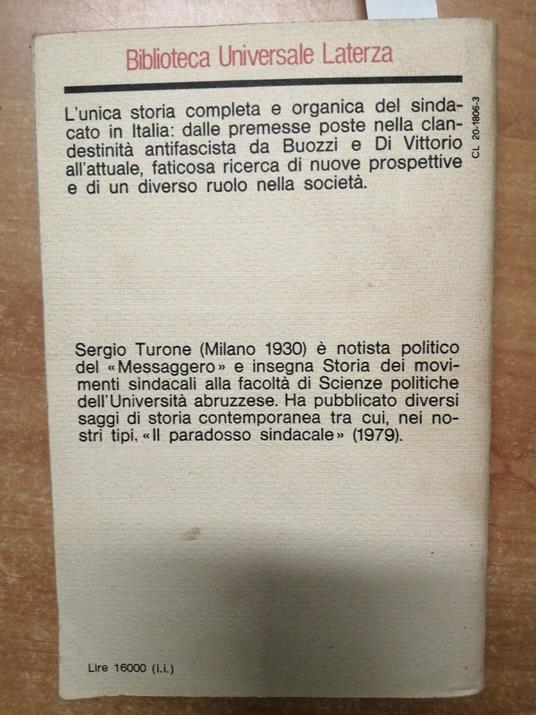 Biblioteca Universale Laterza
L'unica storia completa e organica del sinda-
cato in Italia: dalle premesse poste nella clan-
destinità antifascista da Buozzi e Di Vittorio
all'attuale, faticosa ricerca di nuove prospettive
e di un diverso ruolo nella società.
CL 20-1806-3
Sergio Turone (Milano 1930) è notista politico
del «Messaggero» e insegna Storia dei movi-
menti sindacali alla facoltà di Scienze politiche
dell'Università abruzzese. Ha pubblicato diversi
saggi di storia contemporanea tra cui, nei no-
stri tipi, «Il paradosso sindacale» (1979).
Lire 16000 (i.i.)